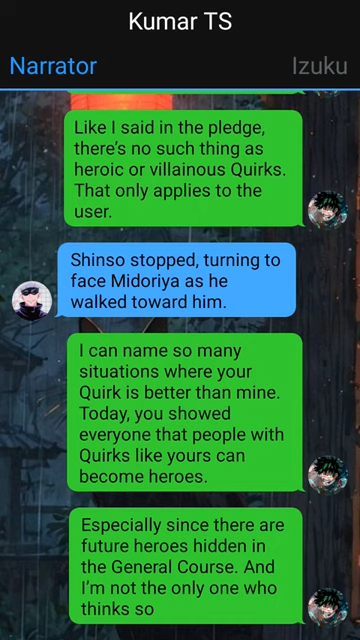 Kumar TS
Narrator
Izuku
Like I said in the pledge,
there's no such thing as
heroic or villainous Quirks.
That only applies to the
user.
Shinso stopped, turning to
face Midoriya as he
walked toward him.
I can name so many
situations where your
Quirk is better than mine.
Today, you showed
everyone that people with
Quirks like yours can
become heroes.
Especially since there are
future heroes hidden in
the General Course. And
I'm not the only one who
thinks so